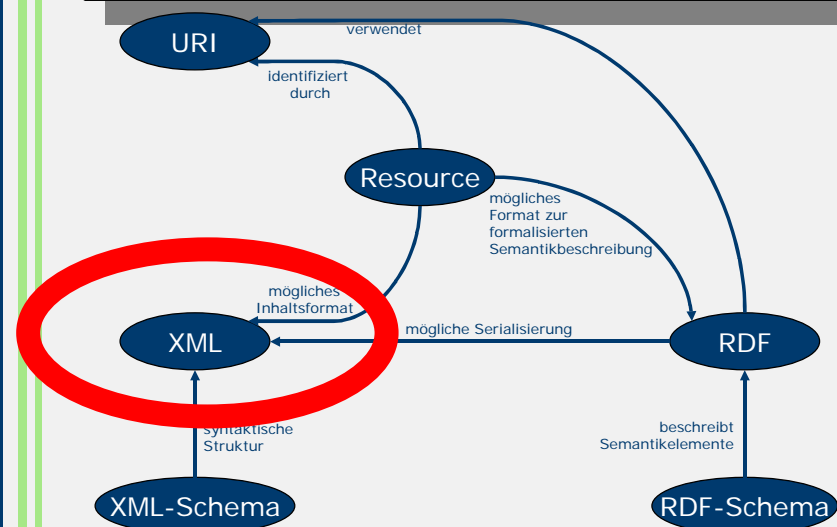 verwendet
URI
identifiziert
durch
Resource
mögliches
Format zur
formalisierten
Semantikbeschreibung
mögliches
Inhaltsformat
mögliche Serialisierung
XML
RDF
syntaktische
Struktur
beschreibt
Semantikelemente
XML-Schema
RDF-Schema